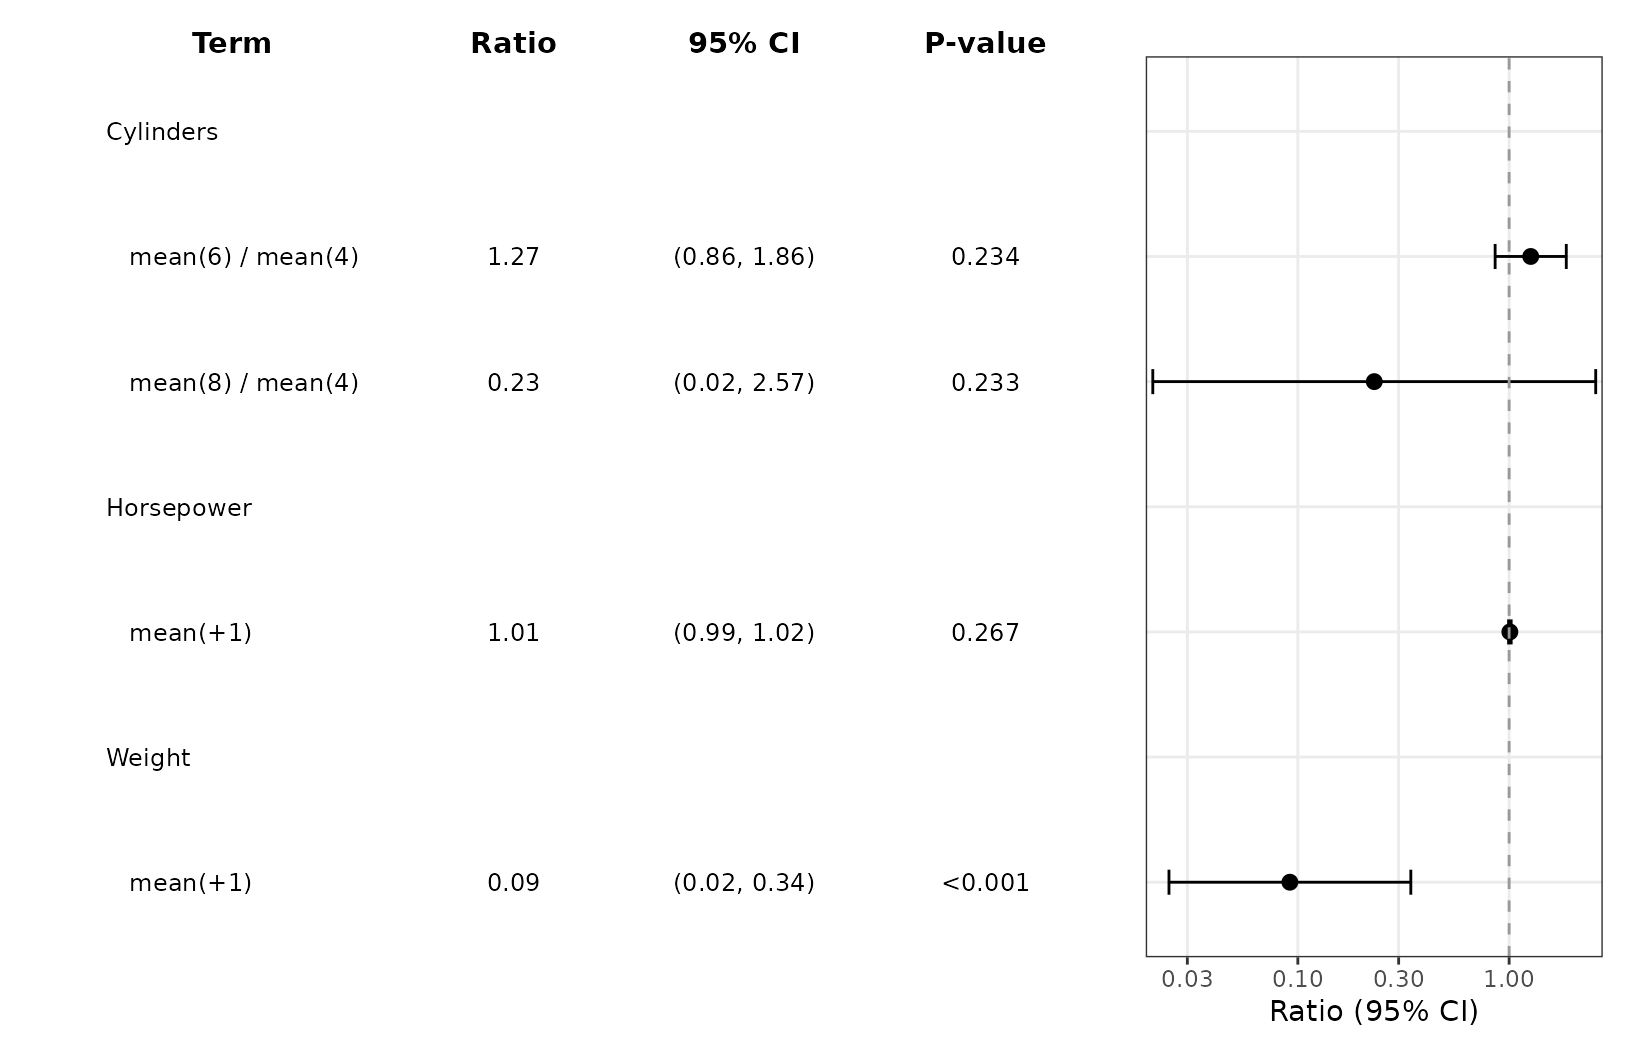 Term Ratio 95% CI P-value
Cylinders
mean(6) / mean(4) 1.27 (0.86, 1.86) 0.234
mean(8) / mean(4) 0.23 (0.02, 2.57) 0.233
Horsepower
mean(+1) 1.01 (0.99, 1.02) 0.267
Weight
mean(+1) 0.09 (0.02, 0.34) <0.001
0.03 0.10 0.30 1.00
Ratio (95% CI)